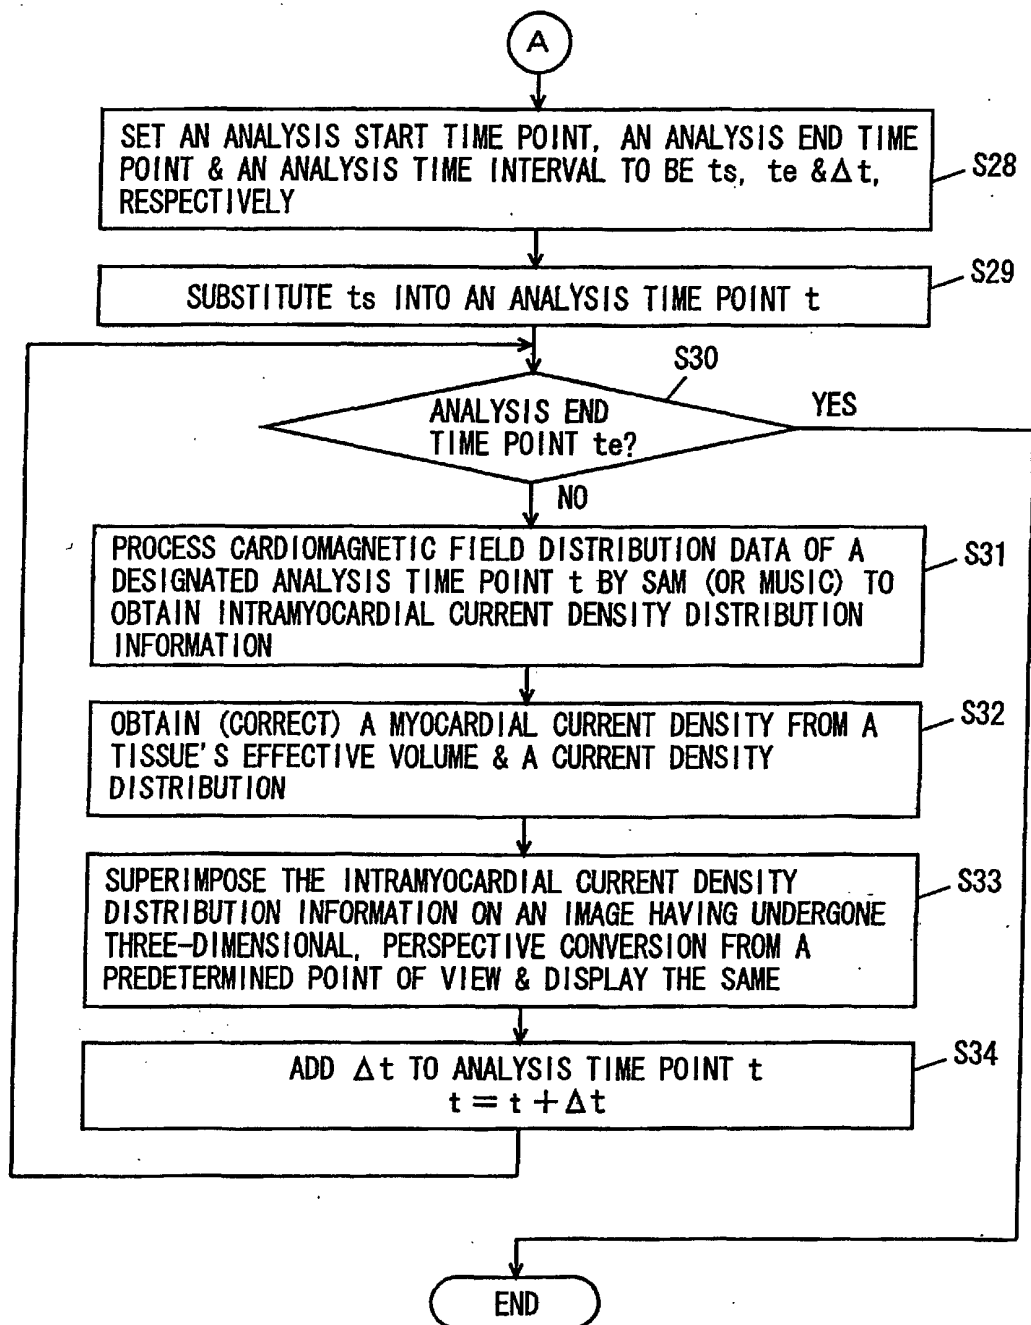 A
SET AN ANALYSIS START TIME POINT, AN ANALYSIS END TIME
POINT & AN ANALYSIS TIME INTERVAL TO BE ts, te &Δt,
RESPECTIVELY
S28
SUBSTITUTE ts INTO AN ANALYSIS TIME POINT t
S29
S30
ANALYSIS END
TIME POINT te?
YES
NO
PROCESS CARDIOMAGNETIC FIELD DISTRIBUTION DATA OF A
DESIGNATED ANALYSIS TIME POINT t BY SAM (OR MUSIC) TO
OBTAIN INTRAMYOCARDIAL CURRENT DENSITY DISTRIBUTION
INFORMATION
S31
OBTAIN (CORRECT) A MYOCARDIAL CURRENT DENSITY FROM A
TISSUE'S EFFECTIVE VOLUME & A CURRENT DENSITY
DISTRIBUTION
S32
SUPERIMPOSE THE INTRAMYOCARDIAL CURRENT DENSITY
DISTRIBUTION INFORMATION ON AN IMAGE HAVING UNDERGONE
THREE-DIMENSIONAL, PERSPECTIVE CONVERSION FROM A
PREDETERMINED POINT OF VIEW & DISPLAY THE SAME
S33
ADD Δt TO ANALYSIS TIME POINT t
t = t + Δt
S34
END